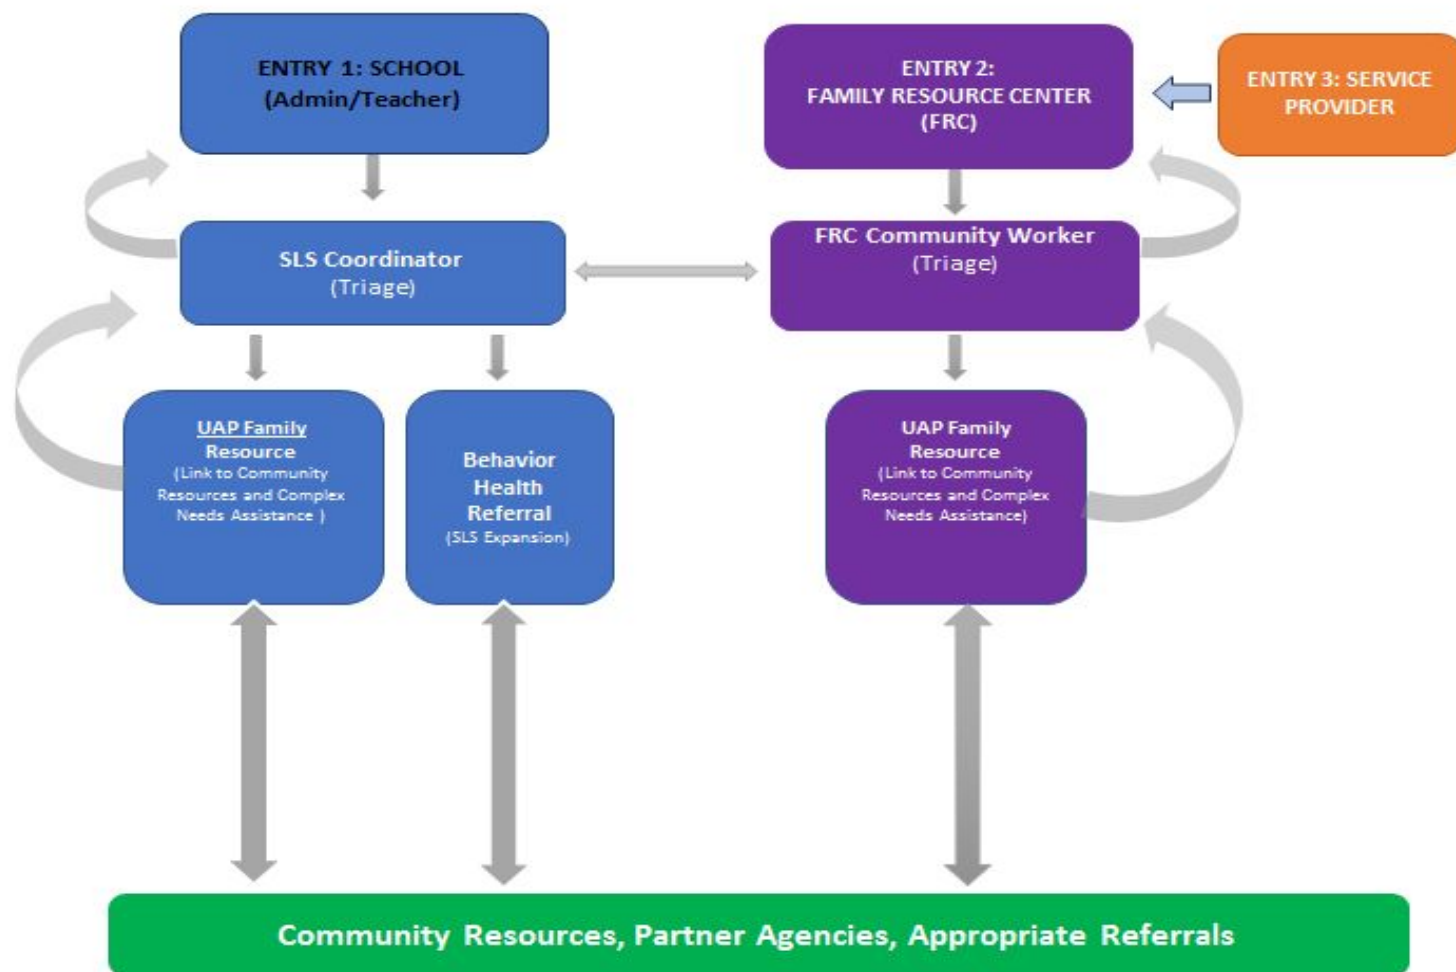 ENTRY 1: SCHOOL
(Admin/Teacher)
ENTRY 2:
FAMILY RESOURCE CENTER
(FRC)
ENTRY 3: SERVICE
PROVIDER
SLS Coordinator
(Triage)
FRC Community Worker
(Triage)
UAP Family
Resource
(Link to Community
Resources and Complex
Needs Assistance )
Behavior
Health
Referral
(SLS Expansion)
UAP Family
Resource
(Link to Community
Resources and Complex
Needs Assistance)
Community Resources, Partner Agencies, Appropriate Referrals